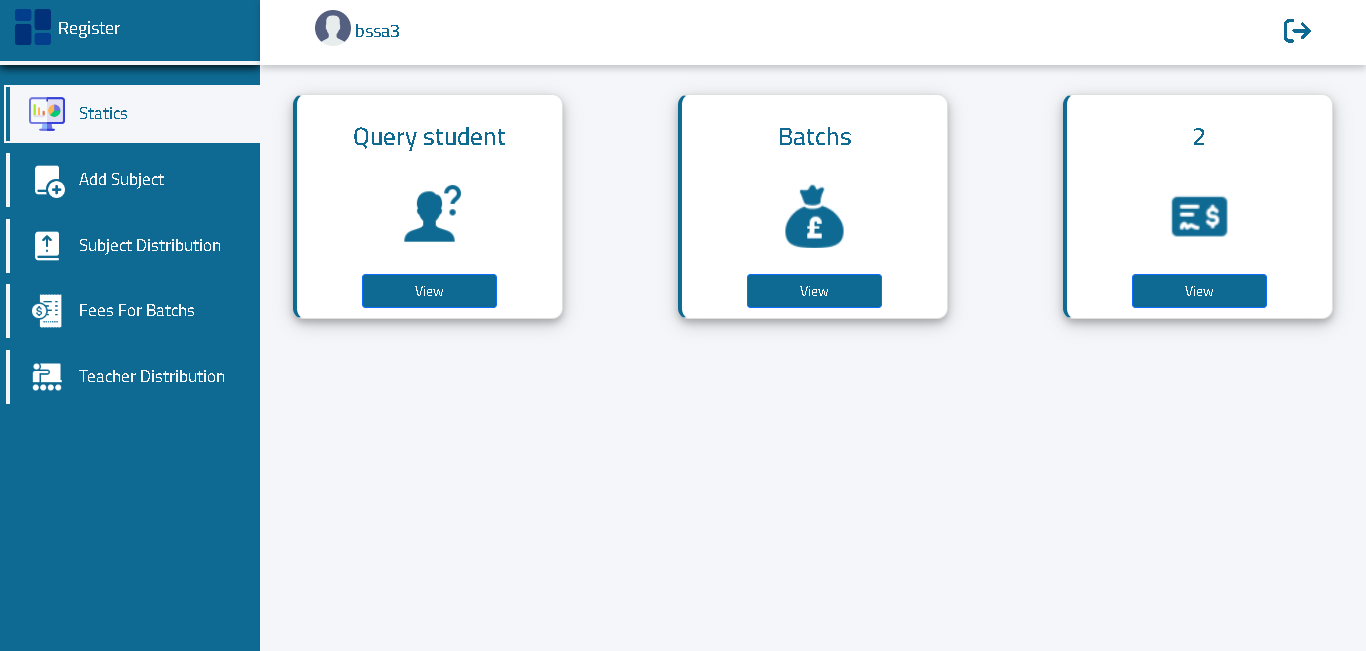 Register
bssa3
Statics
Add Subject
Subject Distribution
Fees For Batchs
Teacher Distribution
Query student
View
Batchs
£
View
2
$
View